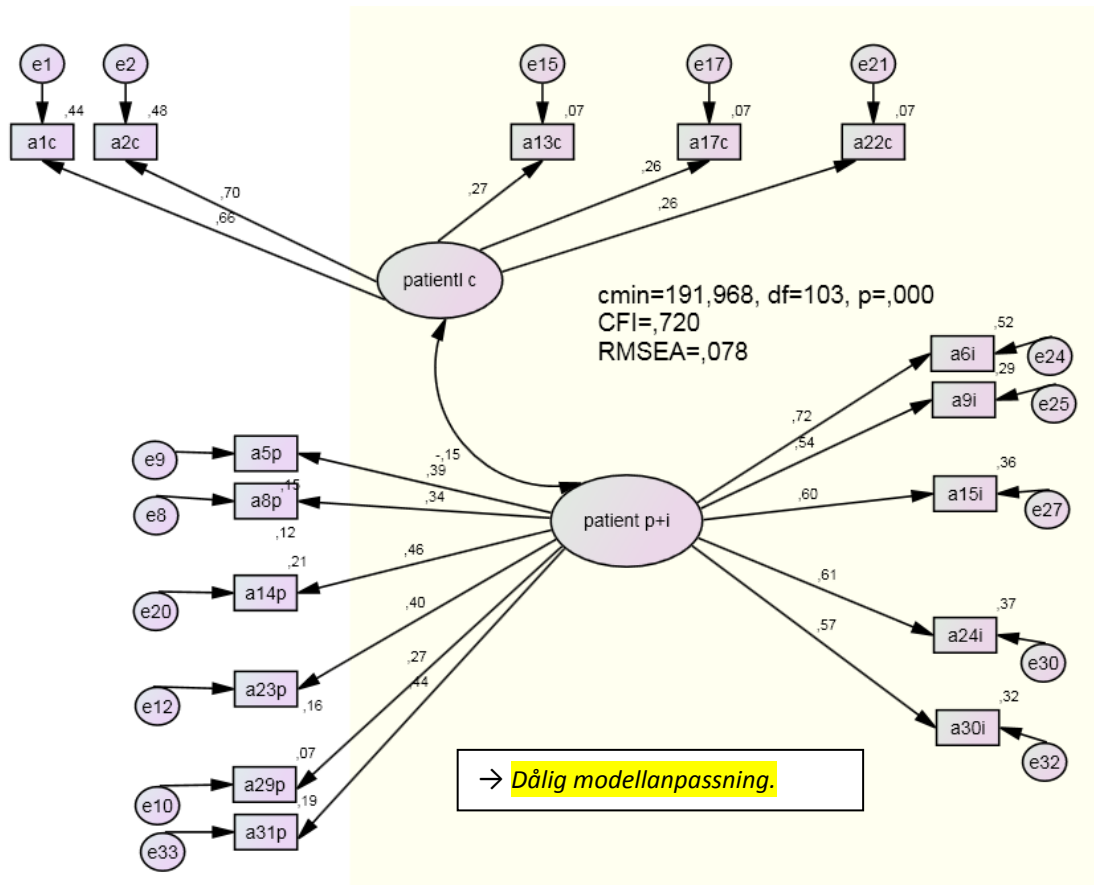 e1
e2
e15
e17
e21
,44
,48
,07
,07
,07
a1c
a2c
a13c
a17c
a22c
,70
,66
,27
,26
,26
patientI c
cmin=191,968, df=103, p=,000
CFI=,720
RMSEA=,078
,52
a6i
e24
,29
a9i
e25
,72
,54
-,15
,39
,34
e9
a5p
,15
e8
a8p
,12
patient p+i
,60
,36
a15i
e27
,46
,21
a14p
e20
,40
,61
,57
,37
a24i
e30
,27
,44
a23p
,16
e12
,32
a30i
e32
,07
a29p
e10
,19
a31p
e33
→ Dålig modellanpassning.